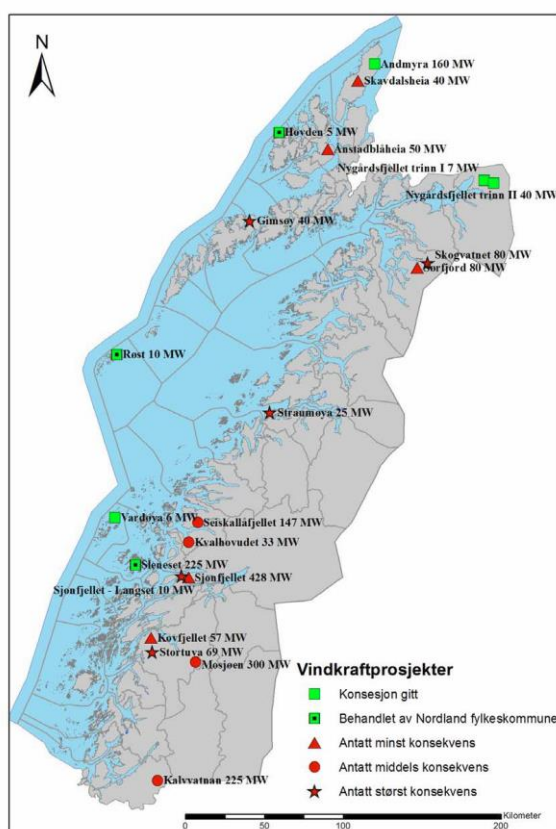 N
Andmyra 160 MW
Skavdalsheia 40 MW
Hovden 5 MW
Ånstadblåheia 50 MW
Nygårdsfjellet trinn I 7 MW
Nygårdsfjellet trinn II 40 MW
Gimsøy 40 MW
Skogvatnet 80 MW
Sørfjord 80 MW
Røst 10 MW
Straumøya 25 MW
Vardøya 6 MW
Seiskallåfjellet 147 MW
Kvalhovudet 33 MW
Sleneset 225 MW
Sjonfjellet 428 MW
Sjonfjellet - Langset 10 MW
Kovfjellet 57 MW
Stortuva 69 MW
Mosjøen 300 MW
Kalvvatnan 225 MW
Vindkraftprosjekter
Konsesjon gitt
Behandlet av Nordland fylkeskommune
Antatt minst konsekvens
Antatt middels konsekvens
Antatt størst konsekvens
Kilometer
0 50 100 200